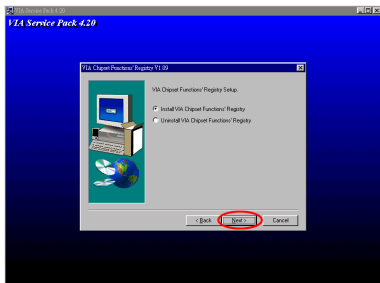 VIA Service Pack 4.20
VIA Service Pack 4.20
VIA Chipset Functions' Registry V1.09
VIA Chipset Functions' Registry Setup.
Install VIA Chipset Functions' Registry
Uninstall VIA Chipset Functions' Registry
< Back
Next >
Cancel